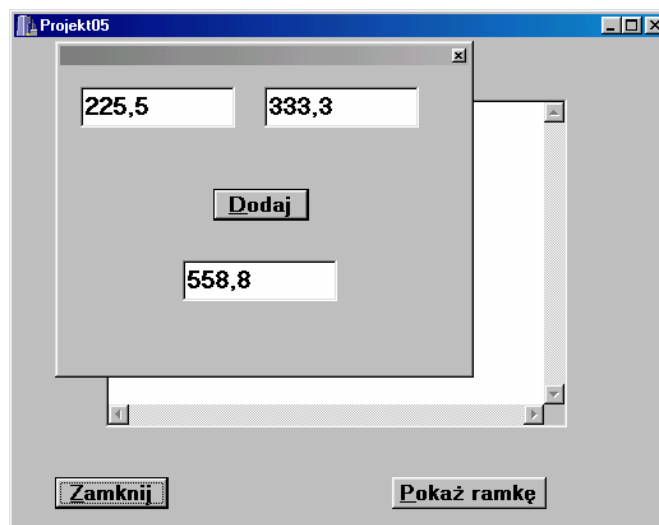 Projekt05
225,5 333,3
Dodaj
558,8
Zamknij Pokaż ramkę